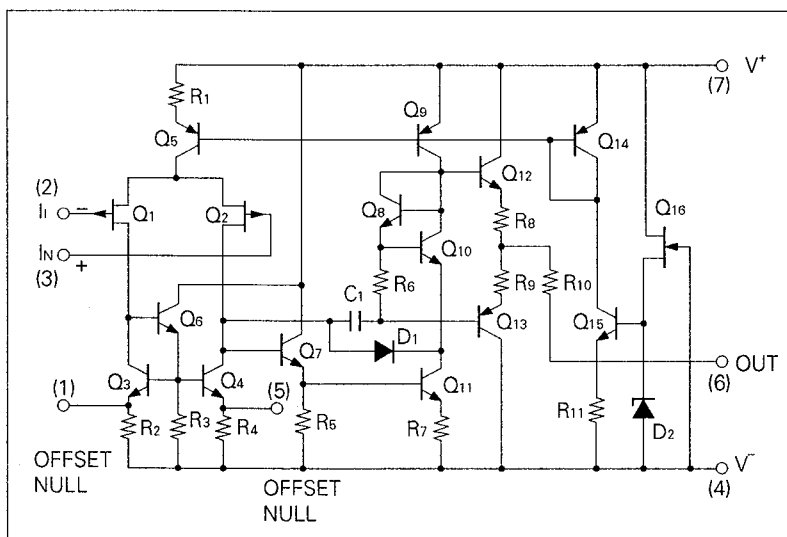 V+
(7)
R1
Q5
Q9
Q14
Q12
(2)
II −
Q1
Q2
Q8
R8
Q16
IN +
(3)
Q10
R6
R9
R10
C1
Q6
Q13
Q15
D1
Q7
Q3
Q4
(1)
(5)
Q11
OUT
(6)
R2
R3
R4
R5
R7
R11
D2
OFFSET
NULL
OFFSET
NULL
V−
(4)